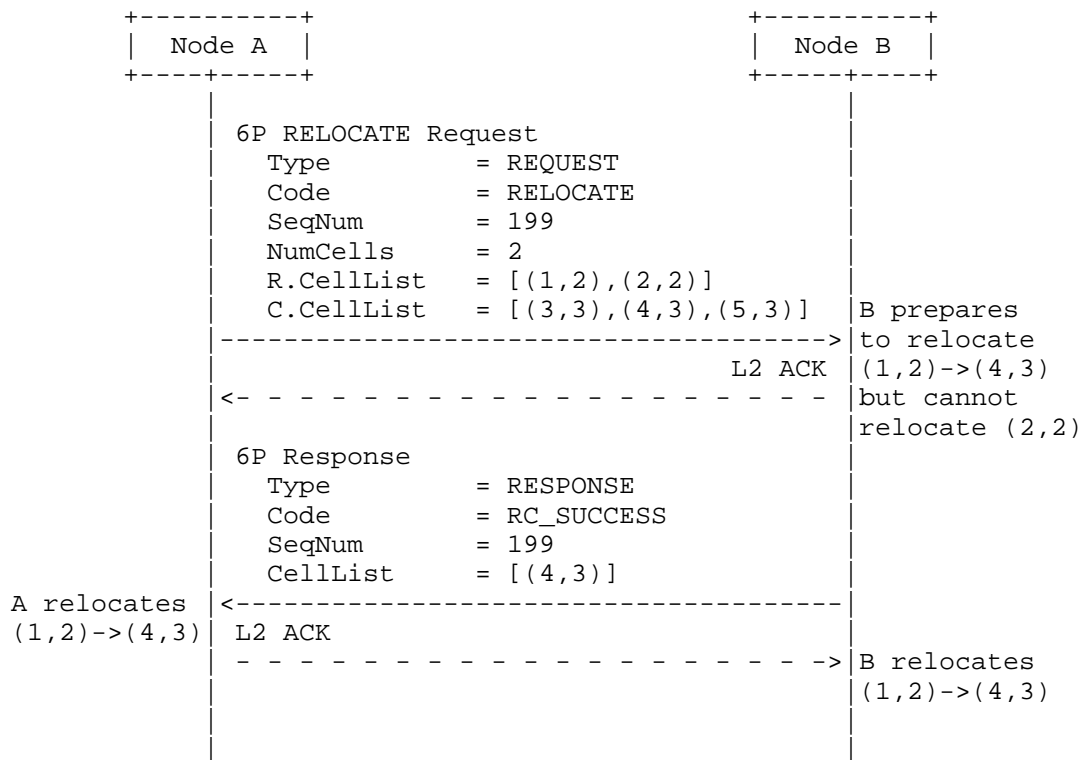 Node A Node B
6P RELOCATE Request
Type = REQUEST
Code = RELOCATE
SeqNum = 199
NumCells = 2
R.CellList = [(1,2),(2,2)]
C.CellList = [(3,3),(4,3),(5,3)] B prepares
to relocate
L2 ACK (1,2)->(4,3)
but cannot
relocate (2,2)
6P Response
Type = RESPONSE
Code = RC_SUCCESS
SeqNum = 199
CellList = [(4,3)]
A relocates
(1,2)->(4,3) L2 ACK
B relocates
(1,2)->(4,3)